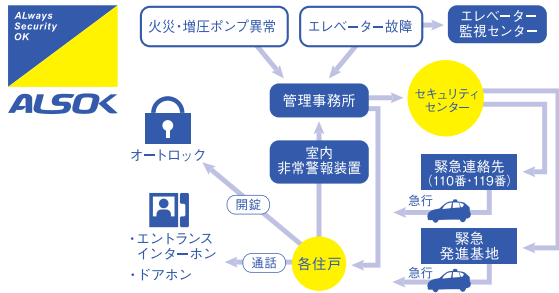 ALways
Security
OK
ALSOK
火災・増圧ポンプ異常
エレベーター故障
エレベーター
監視センター
管理事務所
セキュリティ
センター
オートロック
室内
非常警報装置
緊急連絡先
(110番・119番)
急行
開錠
・エントランス
インターホン
・ドアホン
通話
各住戸
緊急
発進基地
急行